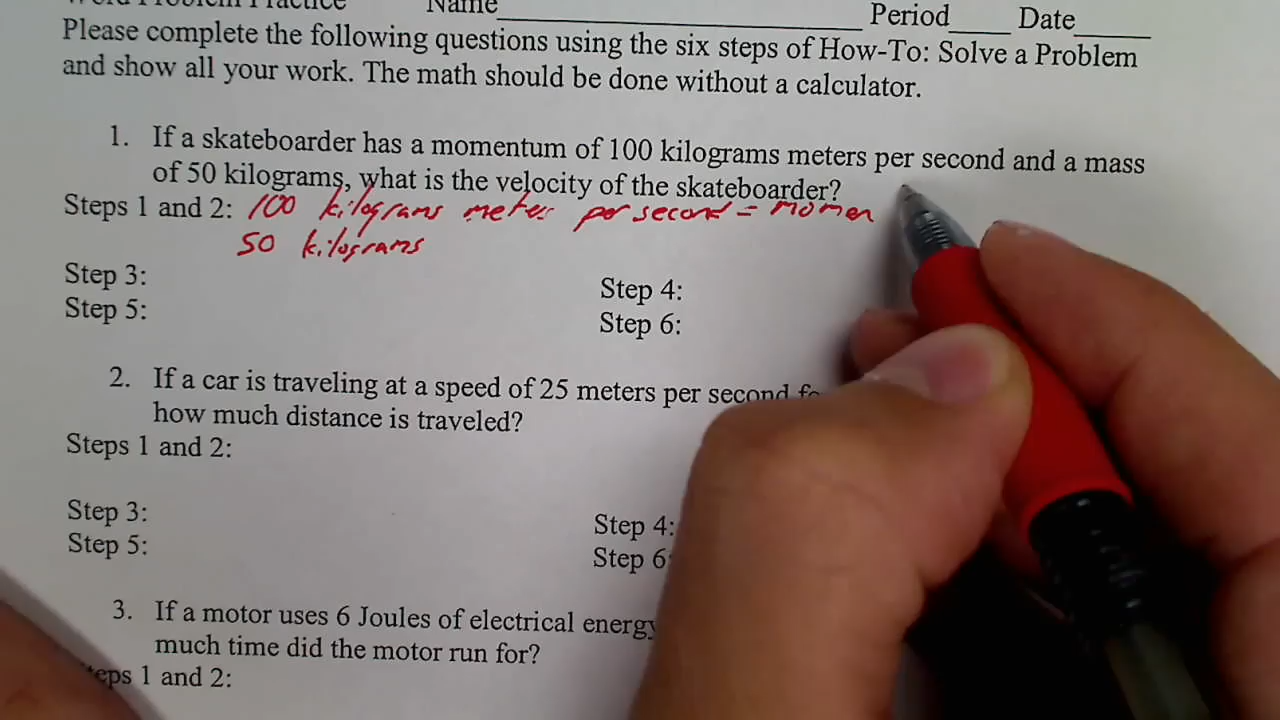 Name____________ Period____ Date_____
Please complete the following questions using the six steps of How-To: Solve a Problem
and show all your work. The math should be done without a calculator.
1. If a skateboarder has a momentum of 100 kilograms meters per second and a mass
of 50 kilograms, what is the velocity of the skateboarder?
Steps 1 and 2: 100 kilograms meters per second = momen
50 kilograms
Step 3: Step 4:
Step 5: Step 6:
2. If a car is traveling at a speed of 25 meters per second
how much distance is traveled?
Steps 1 and 2:
Step 3: Step 4:
Step 5: Step 6
3. If a motor uses 6 Joules of electrical energy
much time did the motor run for?
teps 1 and 2: